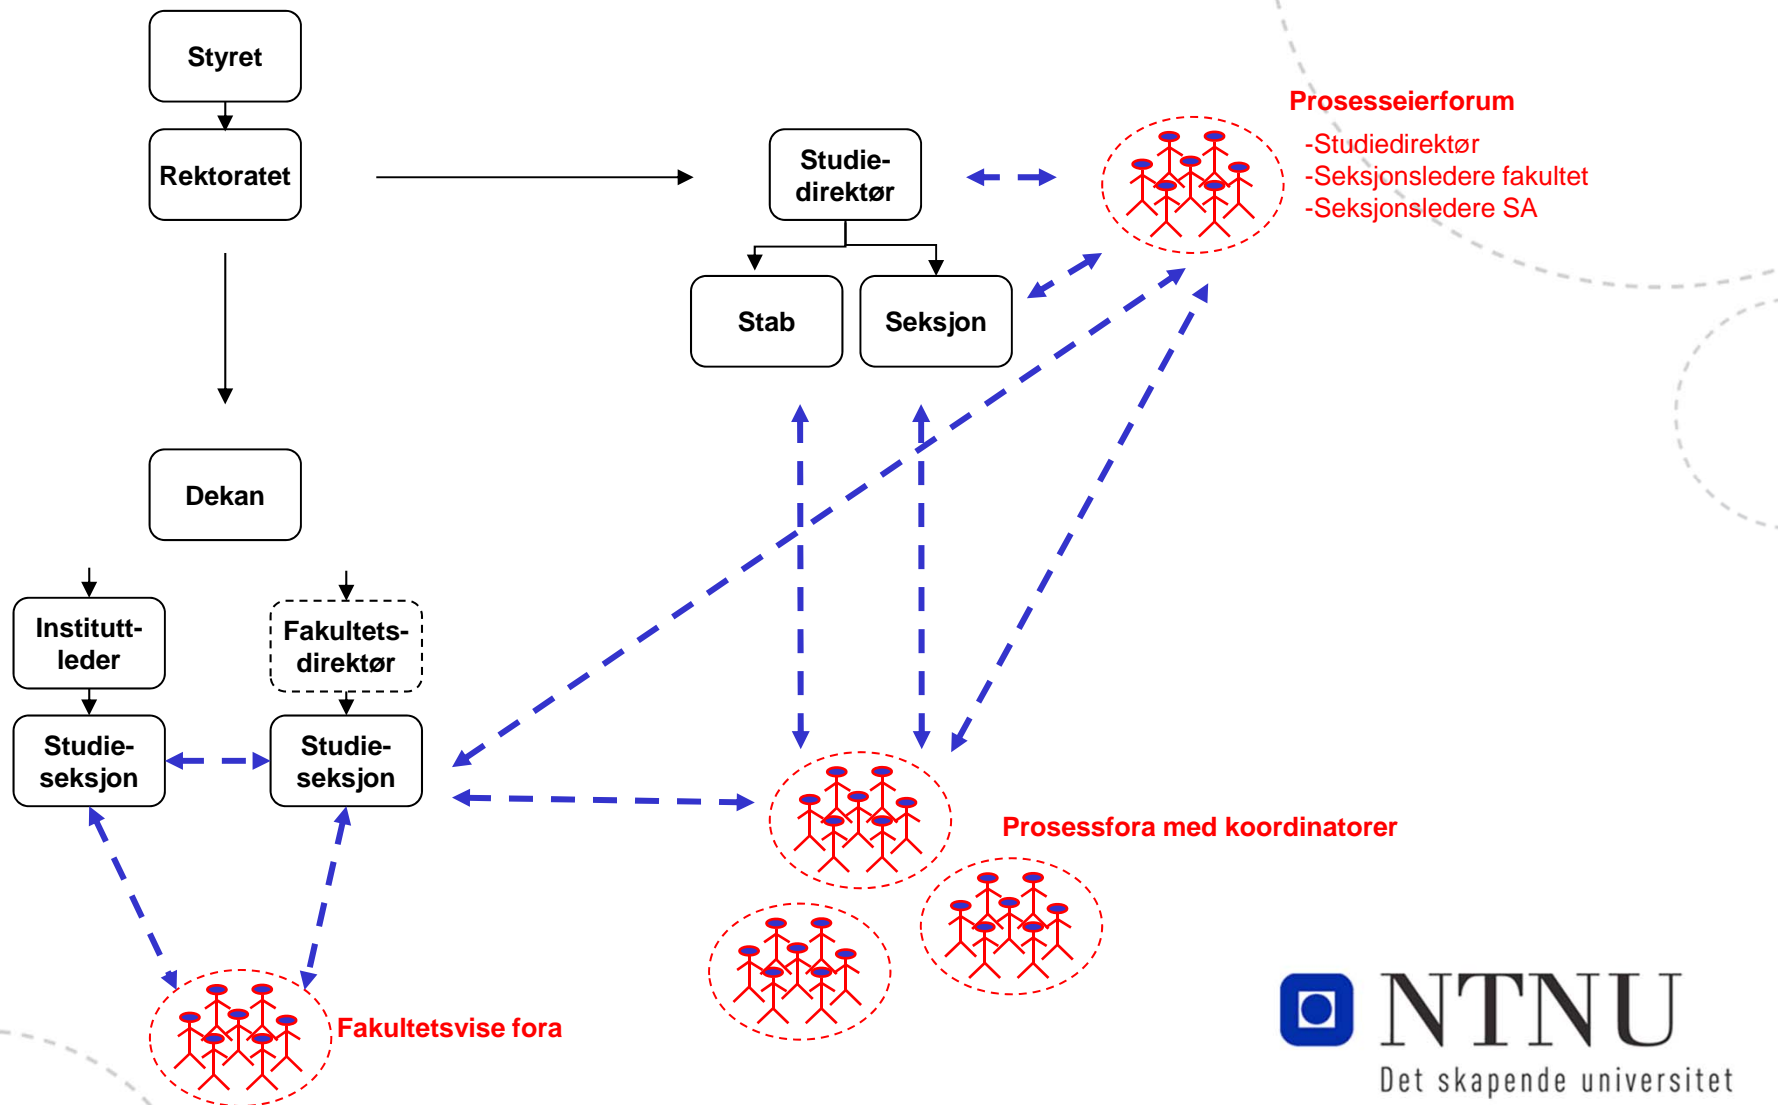 Styret
Rektoratet
Studie-
direktør
Prosesseierforum
-Studiedirektør
-Seksjonsledere fakultet
-Seksjonsledere SA
Stab
Seksjon
Dekan
Institutt-
leder
Fakultets-
direktør
Studie-
seksjon
Studie-
seksjon
Prosessfora med koordinatorer
Fakultetsvise fora
NTNU
Det skapende universitet